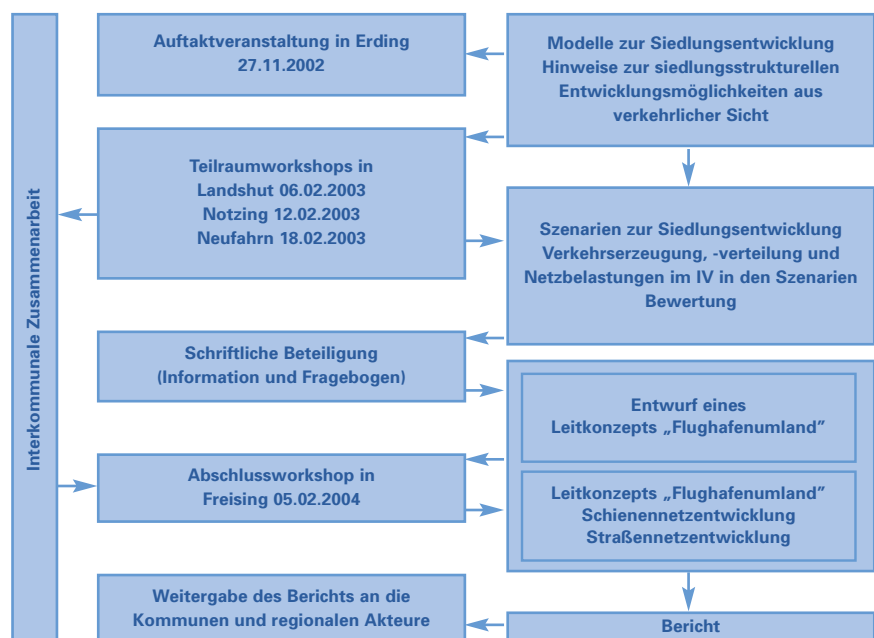 Interkommunale Zusammenarbeit
Auftaktveranstaltung in Erding
27.11.2002
Modelle zur Siedlungsentwicklung
Hinweise zur siedlungsstrukturellen
Entwicklungsmöglichkeiten aus
verkehrlicher Sicht
Teilraumworkshops in
Landshut 06.02.2003
Notzing 12.02.2003
Neufahrn 18.02.2003
Szenarien zur Siedlungsentwicklung
Verkehrserzeugung, -verteilung und
Netzbelastungen im IV in den Szenarien
Bewertung
Schriftliche Beteiligung
(Information und Fragebogen)
Entwurf eines
Leitkonzepts „Flughafenumland”
Abschlussworkshop in
Freising 05.02.2004
Leitkonzepts „Flughafenumland”
Schienennetzentwicklung
Straßennetzentwicklung
Weitergabe des Berichts an die
Kommunen und regionalen Akteure
Bericht